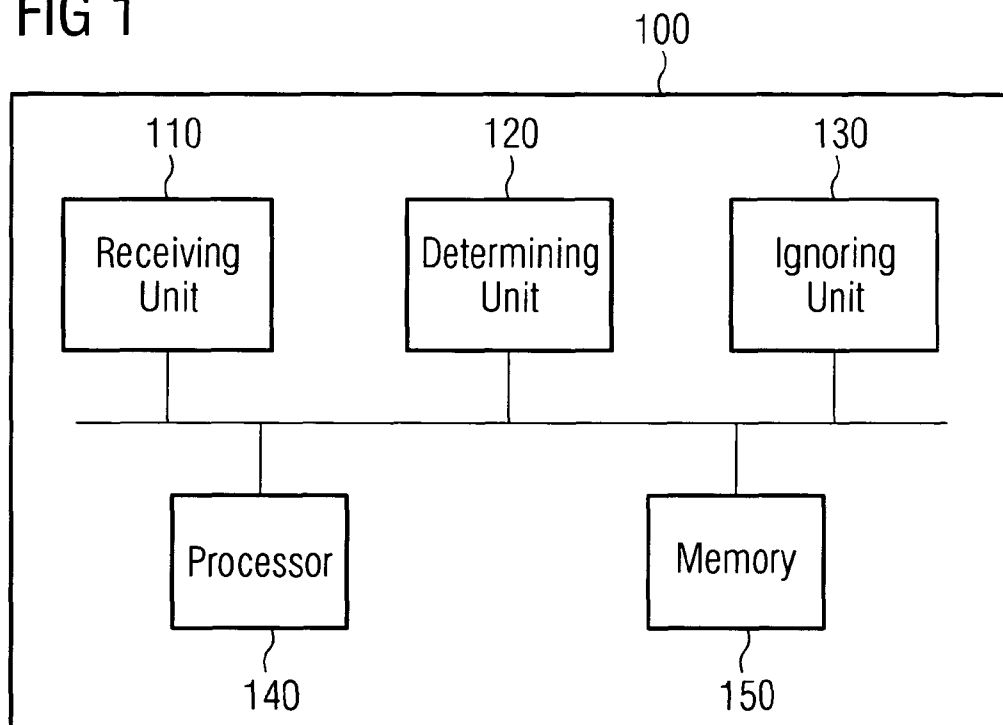 FIG 1
100
110
120
130
Receiving
Unit
Determining
Unit
Ignoring
Unit
Processor
Memory
140
150